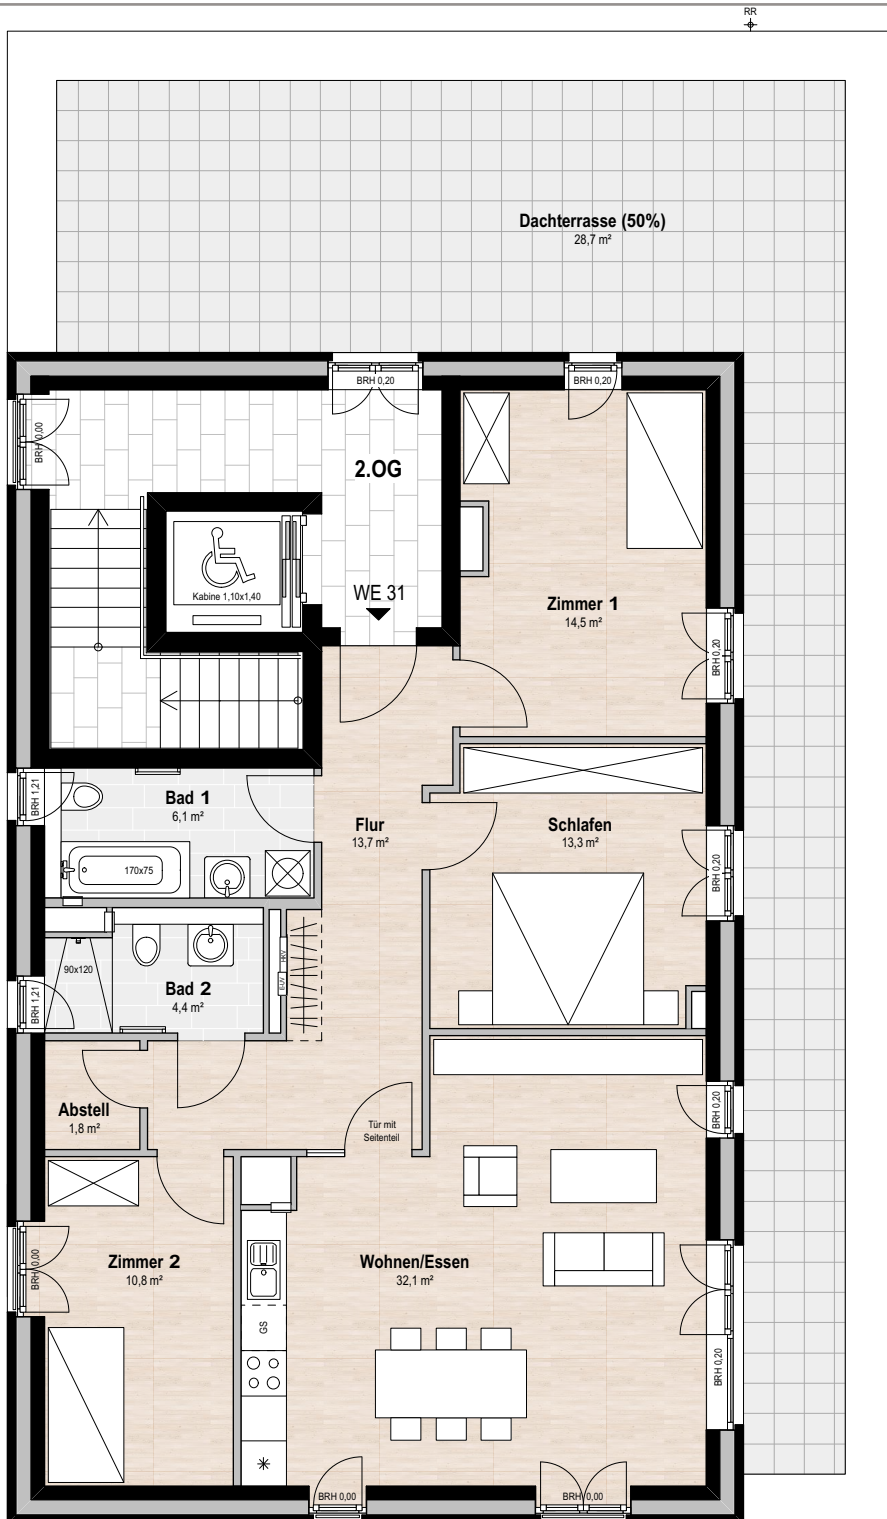 RR
Dachterrasse (50%)
28,7 m²
BRH 0,20
BRH 0,20
BRH 0,00
2.OG
Kabine 1,10x1,40
WE 31
Zimmer 1
14,5 m²
BRH 0,20
BRH 1,21
Bad 1
6,1 m²
Flur
13,7 m²
Schlafen
13,3 m²
BRH 0,20
170x75
90x120
HKV
E-UV
Bad 2
4,4 m²
BRH 1,21
Abstell
1,8 m²
Tür mit
Seitenteil
BRH 0,20
Zimmer 2
10,8 m²
BRH 0,00
Wohnen/Essen
32,1 m²
GS
BRH 0,20
BRH 0,00
BRH 0,00